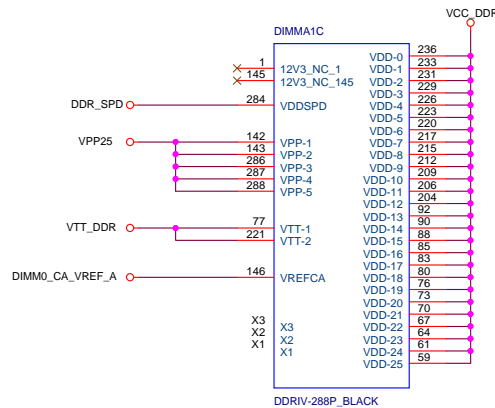 VCC_DDR
DIMMA1C
1 12V3_NC_1
145 12V3_NC_145
DDR_SPD 284 VDDSPD
VPP25 142 VPP-1
143 VPP-2
286 VPP-3
287 VPP-4
288 VPP-5
VTT_DDR 77 VTT-1
221 VTT-2
DIMM0_CA_VREF_A 146 VREFCA
X3 X3
X2 X2
X1 X1
VDD-0 236
VDD-1 233
VDD-2 231
VDD-3 229
VDD-4 226
VDD-5 223
VDD-6 220
VDD-7 217
VDD-8 215
VDD-9 212
VDD-10 209
VDD-11 206
VDD-12 204
VDD-13 92
VDD-14 90
VDD-15 88
VDD-16 85
VDD-17 83
VDD-18 80
VDD-19 76
VDD-20 73
VDD-21 70
VDD-22 67
VDD-23 64
VDD-24 61
VDD-25 59
DDRIV-288P_BLACK